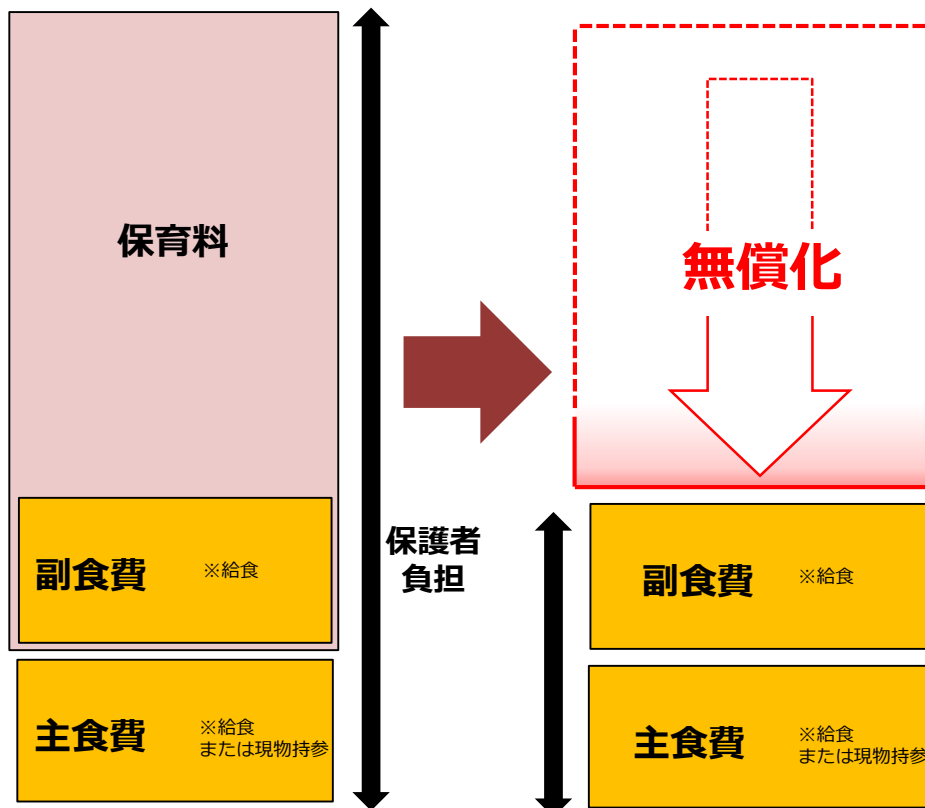 保育料
無償化
保護者
負担
副食費
※給食
副食費
※給食
主食費
※給食
または現物持参
主食費
※給食
または現物持参